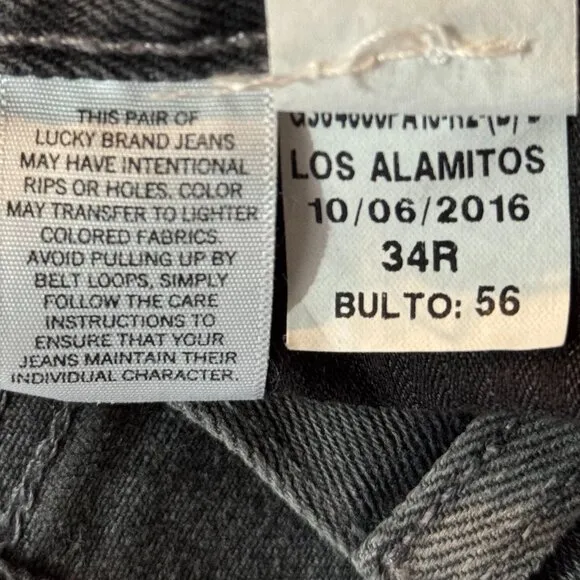 THIS PAIR OF
LUCKY BRAND JEANS
MAY HAVE INTENTIONAL
RIPS OR HOLES. COLOR
MAY TRANSFER TO LIGHTER
COLORED FABRICS.
AVOID PULLING UP BY
BELT LOOPS, SIMPLY
FOLLOW THE CARE
INSTRUCTIONS TO
ENSURE THAT YOUR
JEANS MAINTAIN THEIR
INDIVIDUAL CHARACTER.
LOS ALAMITOS
10/06/2016
34R
BULTO: 56